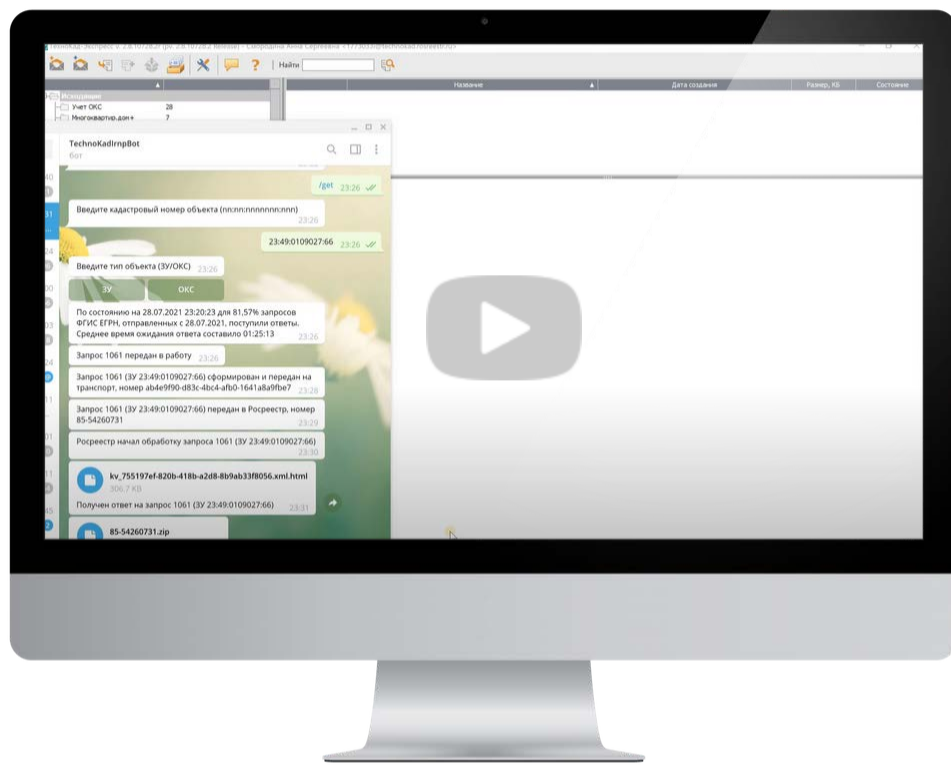 ТехноКад-Экспресс
Найти
Название
Дата создания
Размер, КБ
Состояние
Исходящие
Учет ОКС 28
Многоквартир.дом+ 7
TechnoKadIrnpBot
бот
/get 23:26
Введите кадастровый номер объекта (nn:nn:nnnnnnn:nnn)
23:26
23:49:0109027:66 23:26
Введите тип объекта (ЗУ/ОКС) 23:26
ЗУ ОКС
По состоянию на 28.07.2021 23:20:23 для 81,57% запросов
ФГИС ЕГРН, отправленных с 28.07.2021, поступили ответы.
Среднее время ожидания ответа составило 01:25:13
23:26
Запрос 1061 передан в работу 23:26
Запрос 1061 (ЗУ 23:49:0109027:66) сформирован и передан на
транспорт, номер ab4e9f90-d83c-4bc4-afb0-1641a8a9fbe7 23:28
Запрос 1061 (ЗУ 23:49:0109027:66) передан в Росреестр, номер
85-54260731 23:29
Росреестр начал обработку запроса 1061 (ЗУ 23:49:0109027:66)
23:30
kv_755197ef-820b-418b-a2d8-8b9ab33f8056.xml.html
306.7 KB
Получен ответ на запрос 1061 (ЗУ 23:49:0109027:66) 23:31
85-54260731.zip